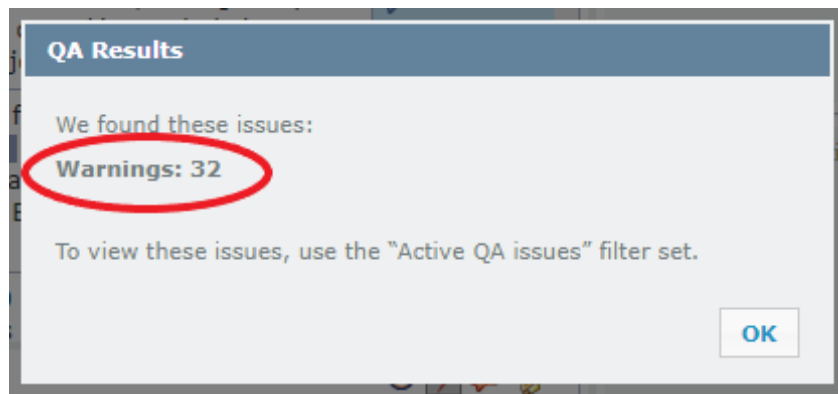 QA Results
We found these issues:
Warnings: 32
To view these issues, use the “Active QA issues” filter set.
OK